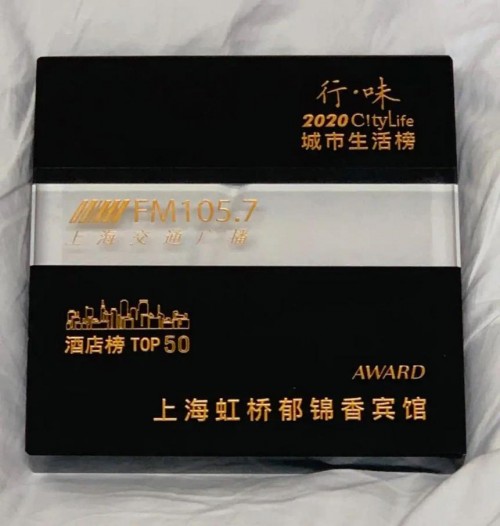 行·味
2020 C!tyLife
城市生活榜
FM105.7
上海交通广播
酒店榜 TOP 50
AWARD
上海虹桥郁锦香宾馆